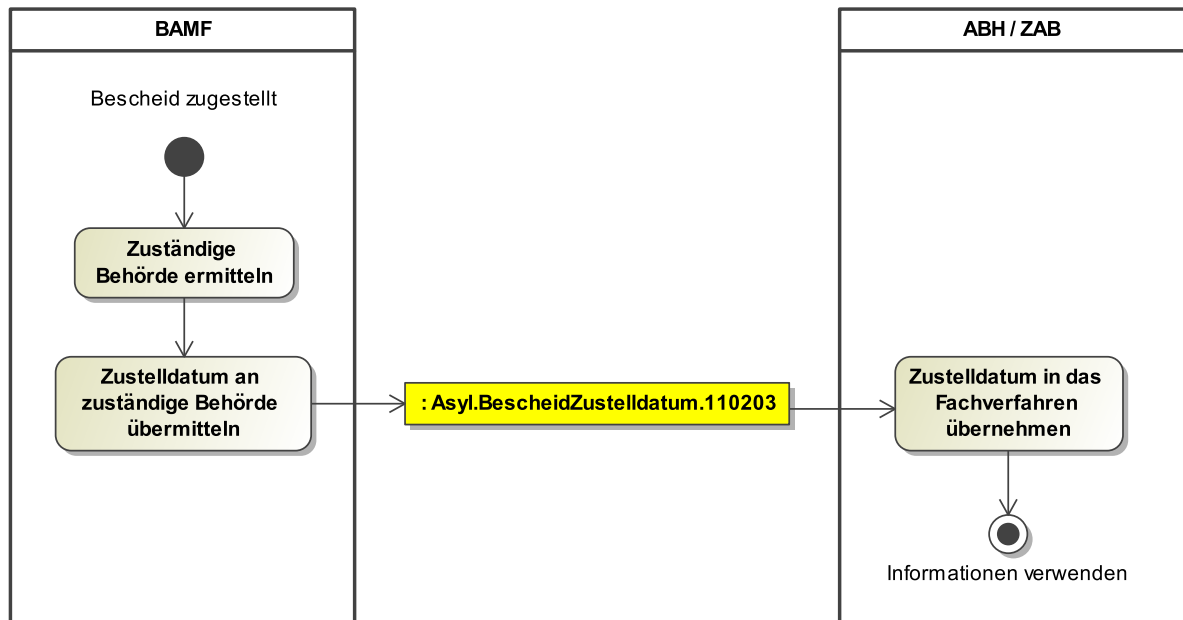 BAMF
ABH / ZAB
Bescheid zugestellt
Zuständige
Behörde ermitteln
Zustelldatum an
zuständige Behörde
übermitteln
: Asyl.BescheidZustelldatum.110203
Zustelldatum in das
Fachverfahren
übernehmen
Informationen verwenden